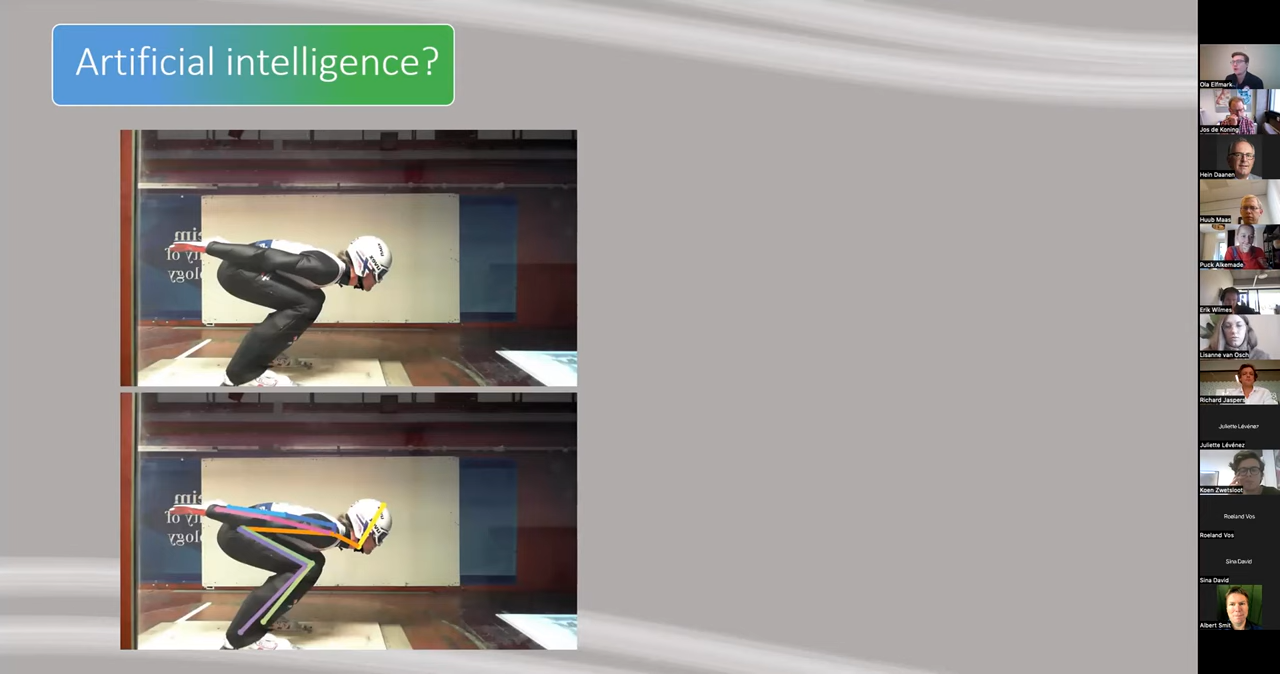 Artificial intelligence?
Ola Elfmark
Jos de Koning
Hein Daanen
Huub Maas
Puck Alkemade
Erik Wilmes
Lisanne van Osch
Richard Jaspers
Juliette Lévénez
Juliette Lévénez
Koen Zwetsloot
Roeland Vos
Roeland Vos
Sina David
Sina David
Albert Smit